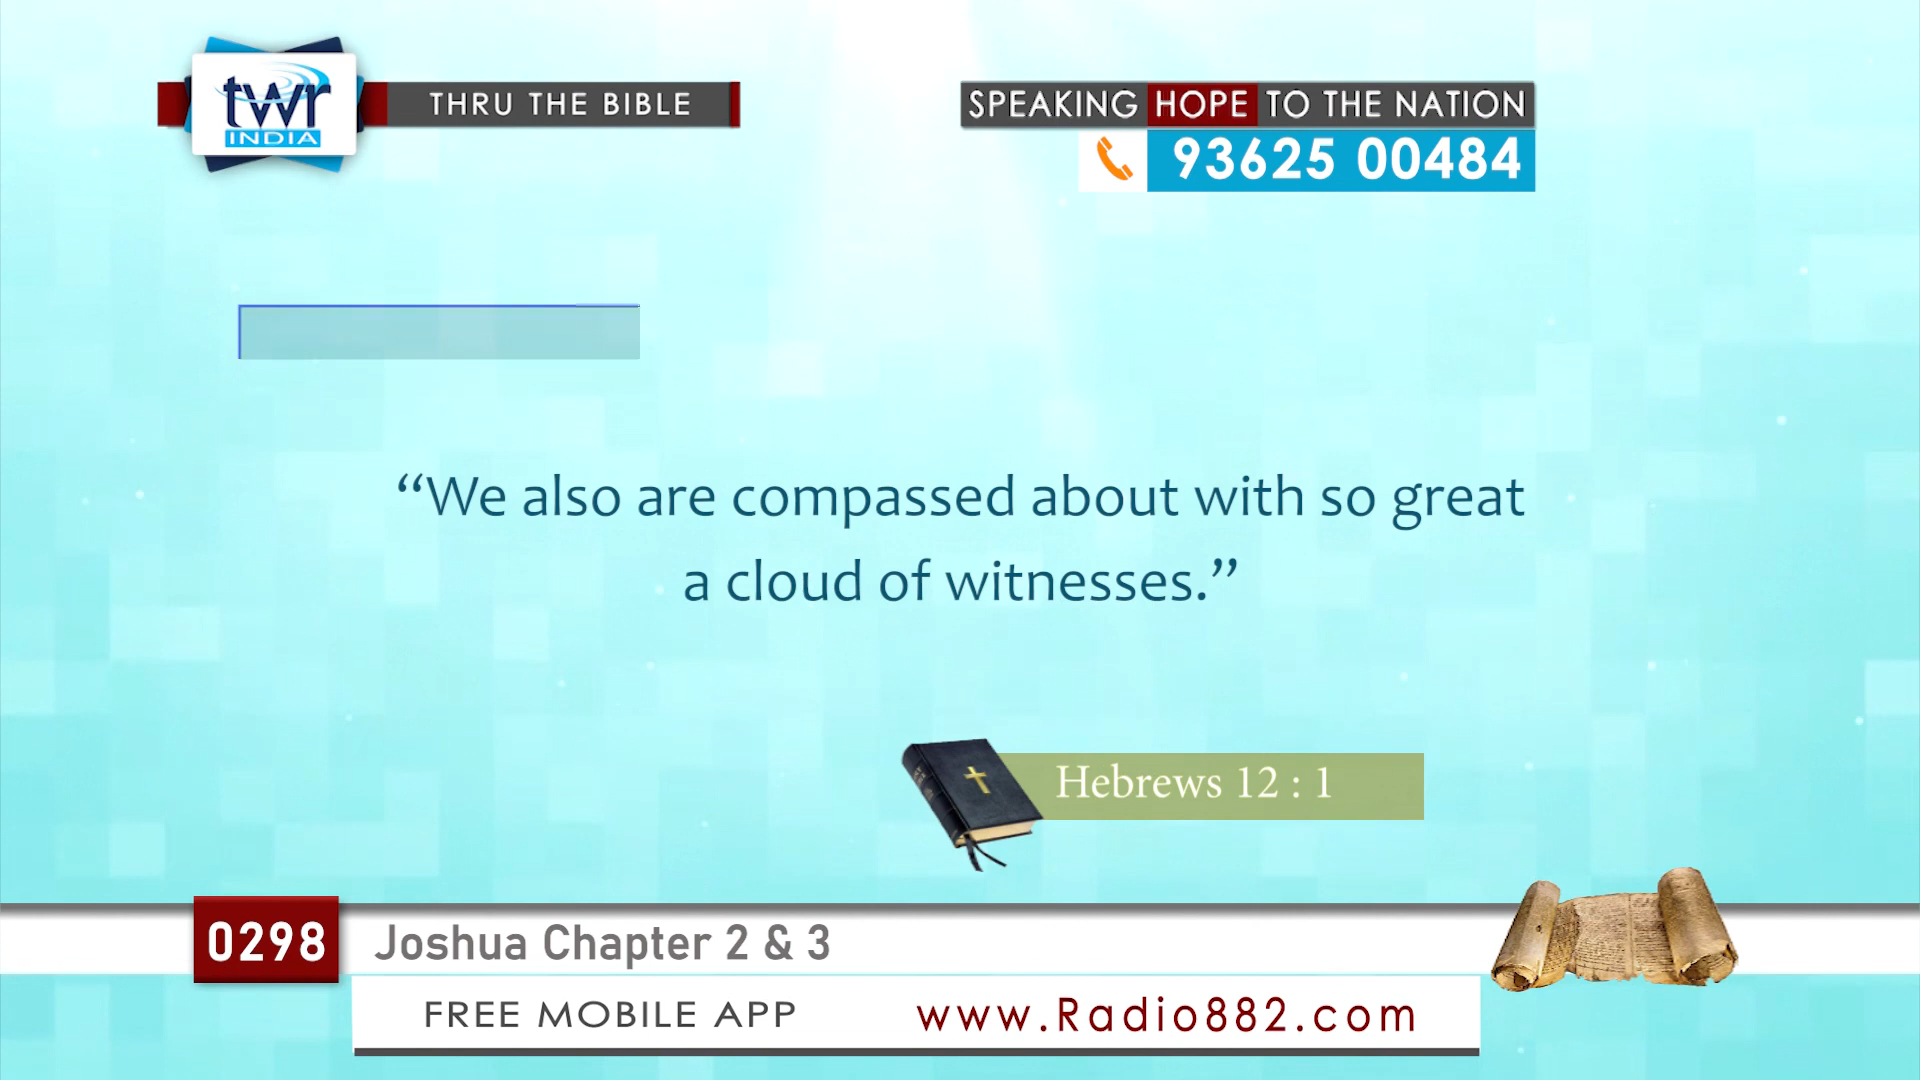 twr
INDIA
THRU THE BIBLE
SPEAKING HOPE TO THE NATION
93625 00484
“We also are compassed about with so great
a cloud of witnesses.”
Hebrews 12 : 1
0298
Joshua Chapter 2 & 3
FREE MOBILE APP
www.Radio882.com